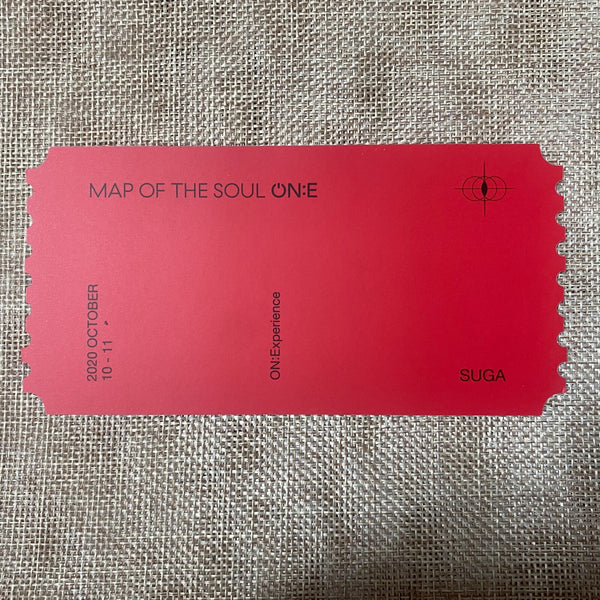 MAP OF THE SOUL ON:E
2020 OCTOBER
10 - 11
ON:Experience
SUGA